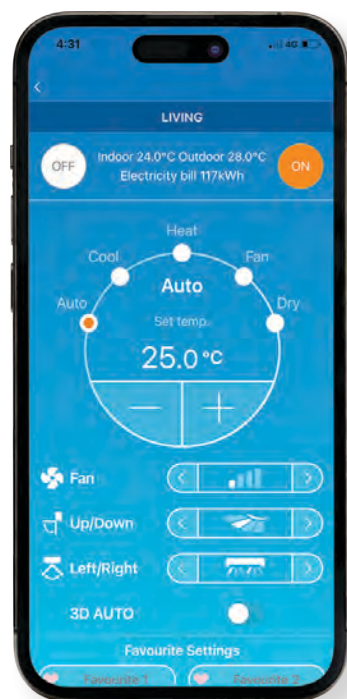 4:31
4G
LIVING
OFF
Indoor 24.0°C Outdoor 28.0°C
Electricity bill 117kWh
ON
Heat
Cool
Fan
Auto
Auto
Dry
Set temp.
25.0 °C
Fan
Up/Down
Left/Right
3D AUTO
Favourite Settings
Favourite 1
Favourite 2